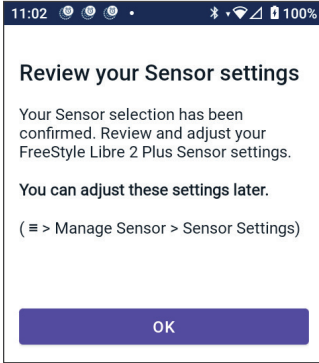 11:02 100%
Review your Sensor settings
Your Sensor selection has been
confirmed. Review and adjust your
FreeStyle Libre 2 Plus Sensor settings.
You can adjust these settings later.
( ≡ > Manage Sensor > Sensor Settings)
OK